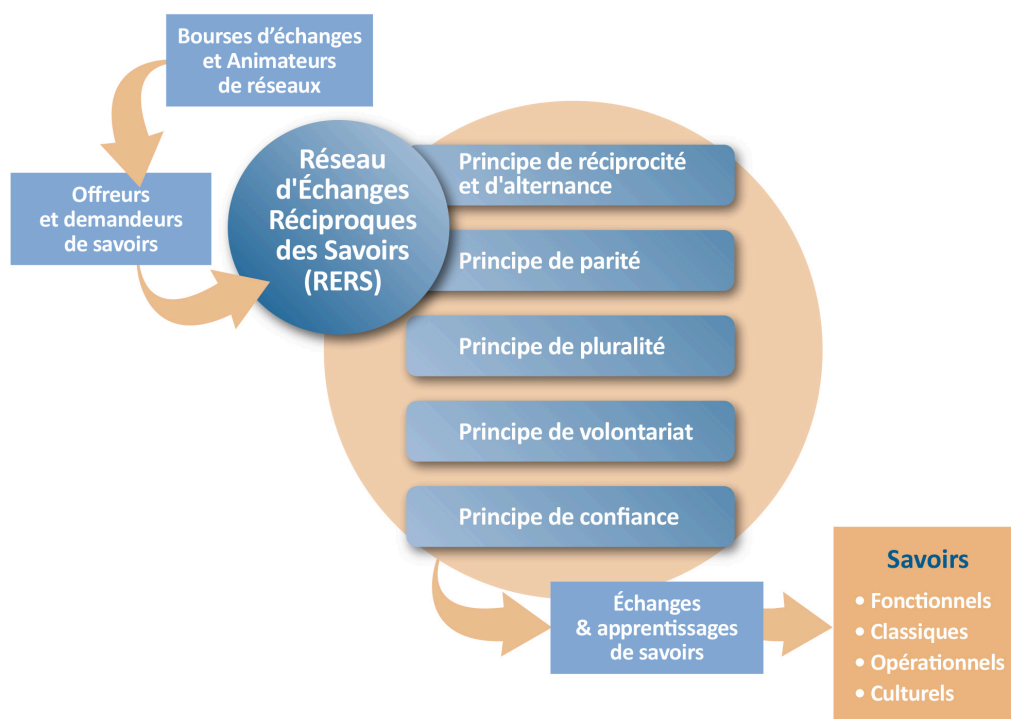 Bourses d'échanges
et Animateurs
de réseaux
Offreurs
et demandeurs
de savoirs
Réseau
d'Échanges
Réciproques
des Savoirs
(RERS)
Principe de réciprocité
et d'alternance
Principe de parité
Principe de pluralité
Principe de volontariat
Principe de confiance
Échanges
& apprentissages
de savoirs
Savoirs
• Fonctionnels
• Classiques
• Opérationnels
• Culturels